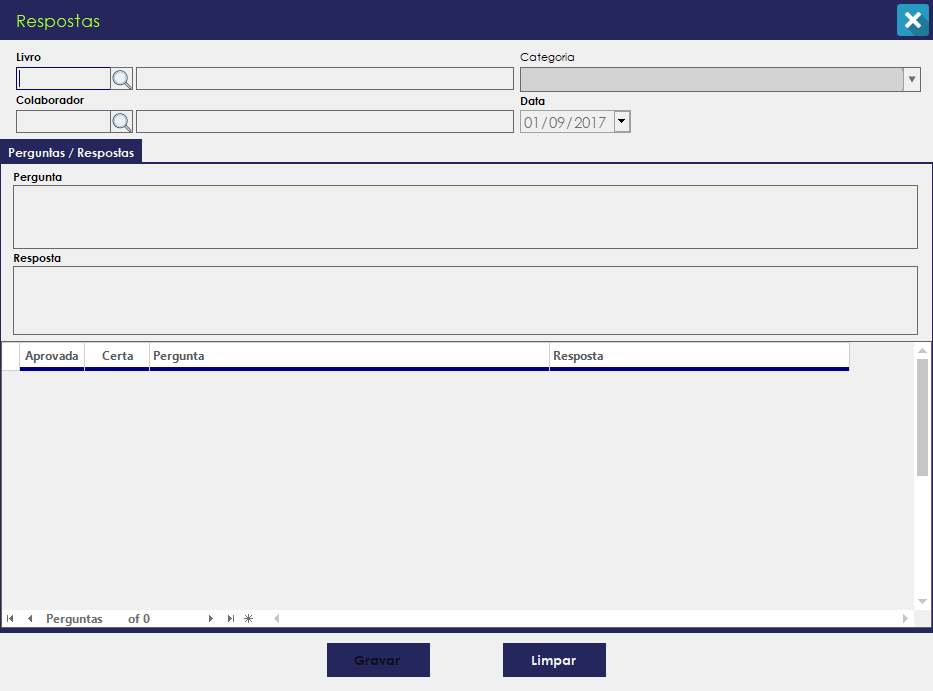 Respostas
Livro
Categoria
Colaborador
Data
01/09/2017
Perguntas / Respostas
Pergunta
Resposta
Aprovada Certa Pergunta Resposta
Perguntas of 0
Gravar Limpar